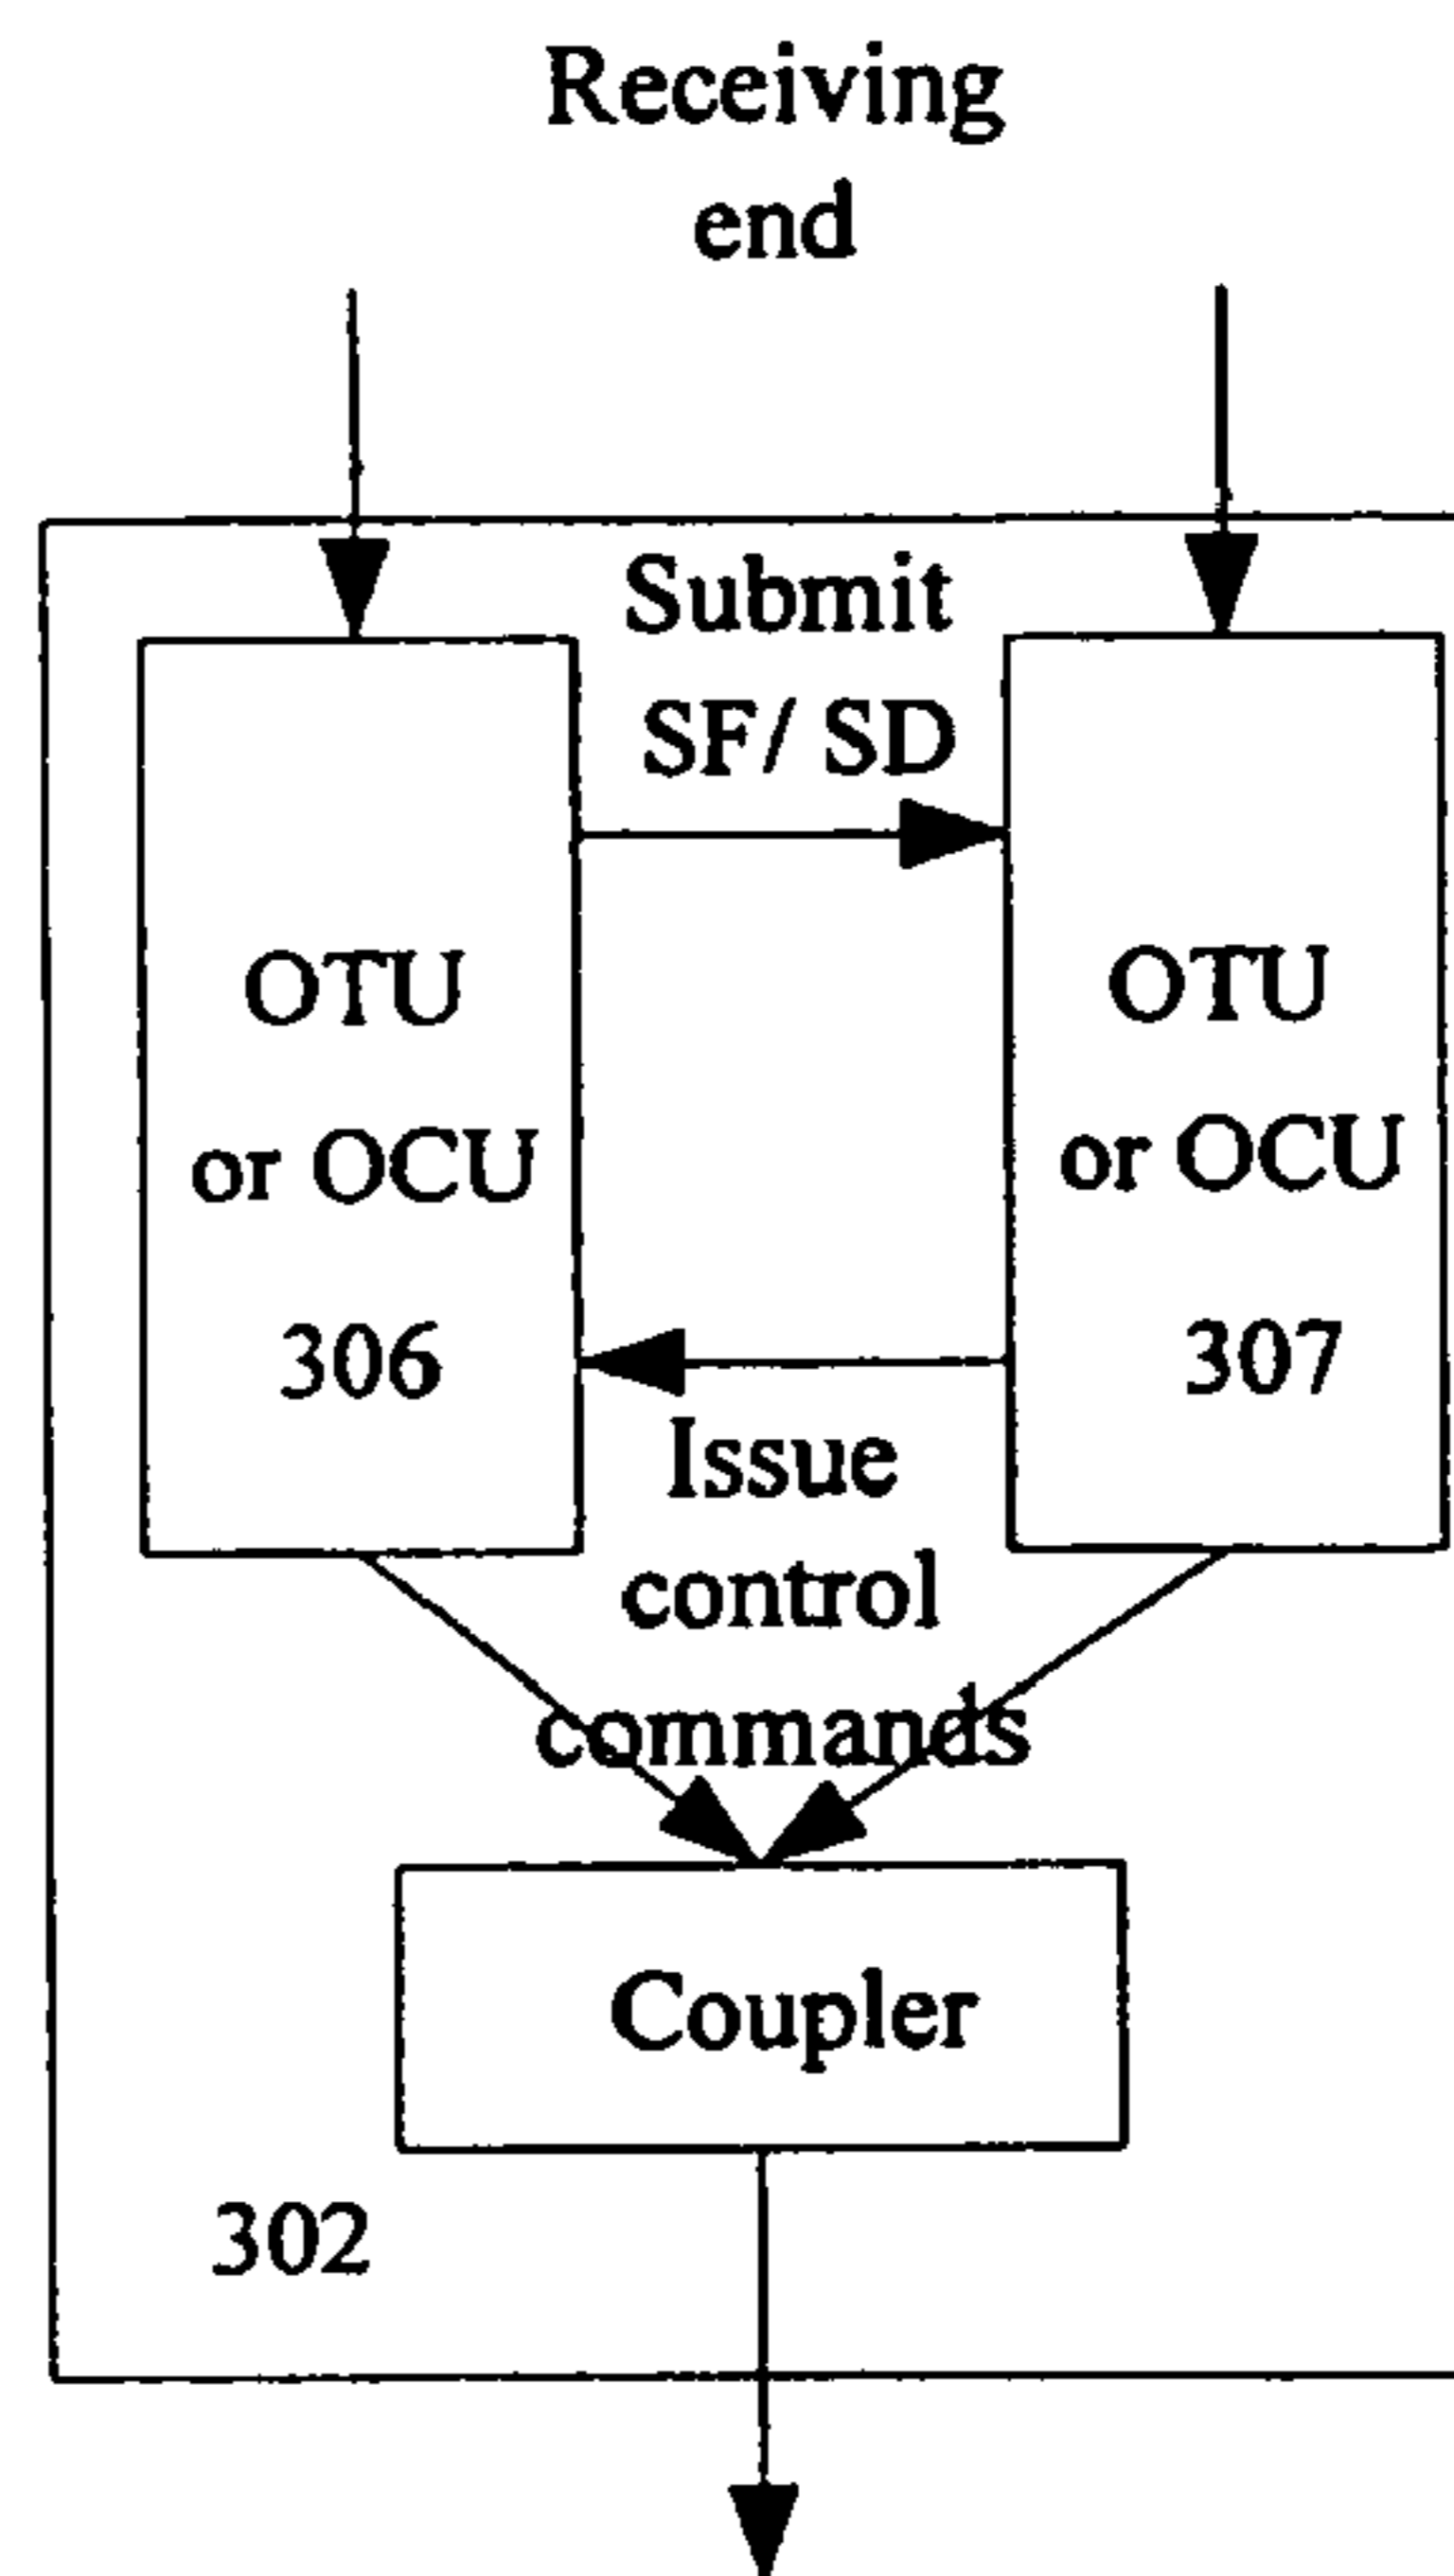 Receiving
end
Submit
SF/ SD
OTU
or OCU
306
OTU
or OCU
307
Issue
control
commands
Coupler
302